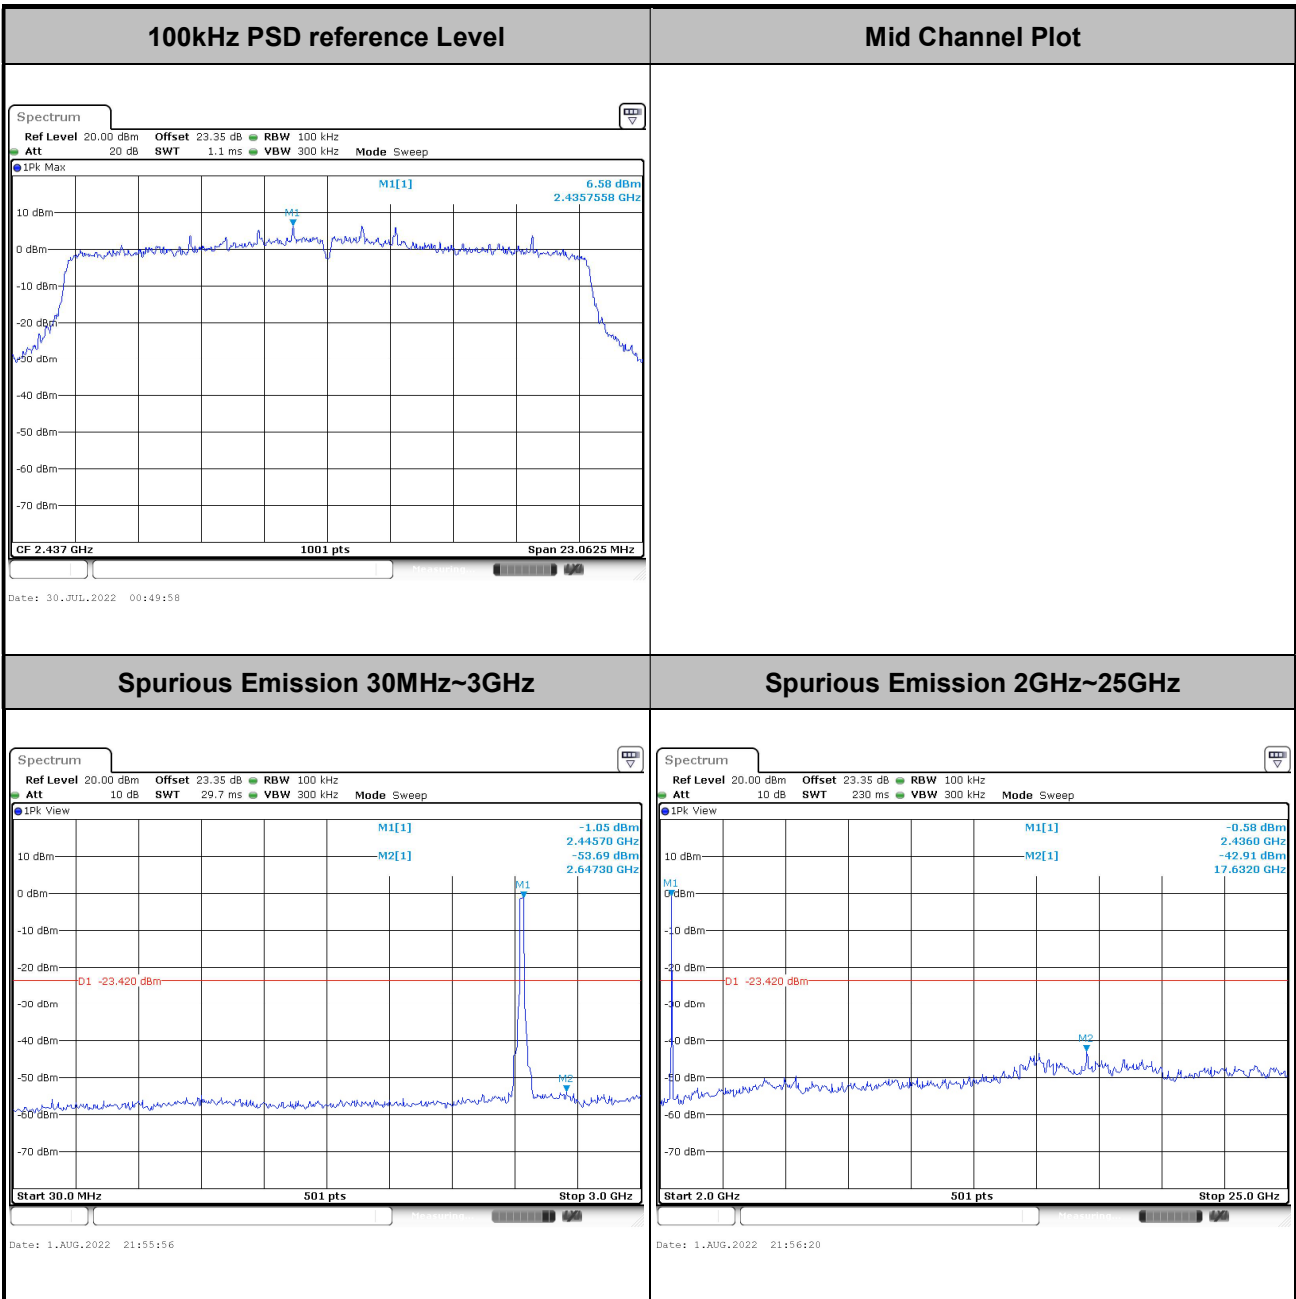 100kHz PSD reference Level
Mid Channel Plot
Spectrum
Ref Level 20.00 dBm Offset 23.35 dB RBW 100 kHz
Att 20 dB SWT 1.1 ms VBW 300 kHz Mode Sweep
1Pk Max
M1[1] 6.58 dBm
2.4357558 GHz
M1
10 dBm
0 dBm
-10 dBm
-20 dBm
-30 dBm
-40 dBm
-50 dBm
-60 dBm
-70 dBm
CF 2.437 GHz 1001 pts Span 23.0625 MHz
Measuring
Date: 30.JUL.2022 00:49:58
Spurious Emission 30MHz~3GHz
Spurious Emission 2GHz~25GHz
Spectrum
Ref Level 20.00 dBm Offset 23.35 dB RBW 100 kHz
Att 10 dB SWT 29.7 ms VBW 300 kHz Mode Sweep
1Pk View
M1[1] -1.05 dBm
2.44570 GHz
M2[1] -53.69 dBm
2.64730 GHz
10 dBm
M1
0 dBm
-10 dBm
-20 dBm
D1 -23.420 dBm
-30 dBm
-40 dBm
-50 dBm
M2
-60 dBm
-70 dBm
Start 30.0 MHz 501 pts Stop 3.0 GHz
Date: 1.AUG.2022 21:55:56
Spectrum
Ref Level 20.00 dBm Offset 23.35 dB RBW 100 kHz
Att 10 dB SWT 230 ms VBW 300 kHz Mode Sweep
1Pk View
M1[1] -0.58 dBm
2.4360 GHz
M2[1] -42.91 dBm
17.6320 GHz
10 dBm
M1
0 dBm
-10 dBm
-20 dBm
D1 -23.420 dBm
-30 dBm
-40 dBm
M2
-50 dBm
-60 dBm
-70 dBm
Start 2.0 GHz 501 pts Stop 25.0 GHz
Date: 1.AUG.2022 21:56:20